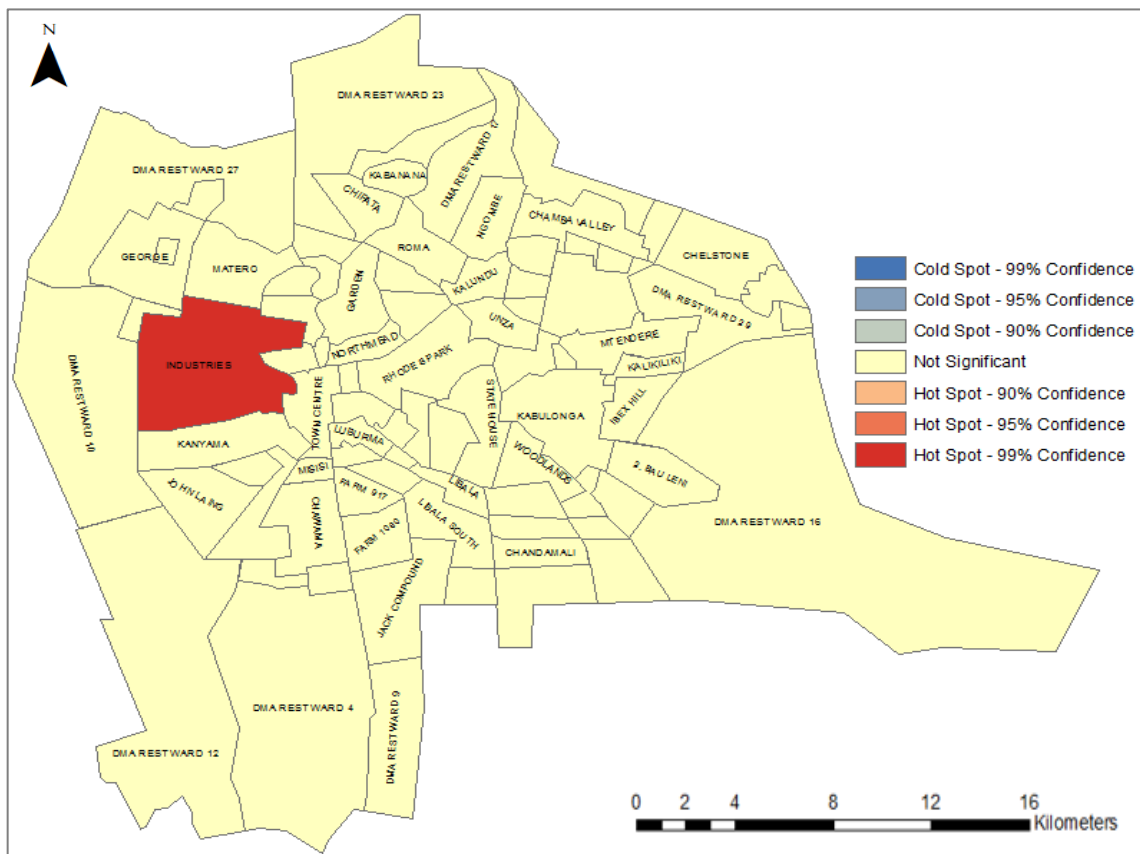 N
DMA RESTWARD 23
DMA RESTWARD 17
DMA RESTWARD 27
KABANANA
CHIPATA
NGOMBE
CHAMBA VALLEY
ROMA
CHELSTONE
GEORGE
MATERO
GARDEN
KALUNDU
DMA RESTWARD 29
UNZA
MTENDERE
NORTHMEAD
RHODES PARK
KALIKILIKI
INDUSTRIES
DMA RESTWARD 10
TOWN CENTRE
STATE HOUSE
KABULONGA
IBEX HILL
LUBURMA
KANYAMA
WOODLANDS
MISISI
2. BAULENI
LIBALA
JOHN LAING
FARM 917
CHAWAMA
LIBALA SOUTH
DMA RESTWARD 16
FARM 1080
CHANDAMALI
JACK COMPOUND
DMA RESTWARD 4
DMA RESTWARD 9
DMA RESTWARD 12
Cold Spot - 99% Confidence
Cold Spot - 95% Confidence
Cold Spot - 90% Confidence
Not Significant
Hot Spot - 90% Confidence
Hot Spot - 95% Confidence
Hot Spot - 99% Confidence
0 2 4 8 12 16
Kilometers